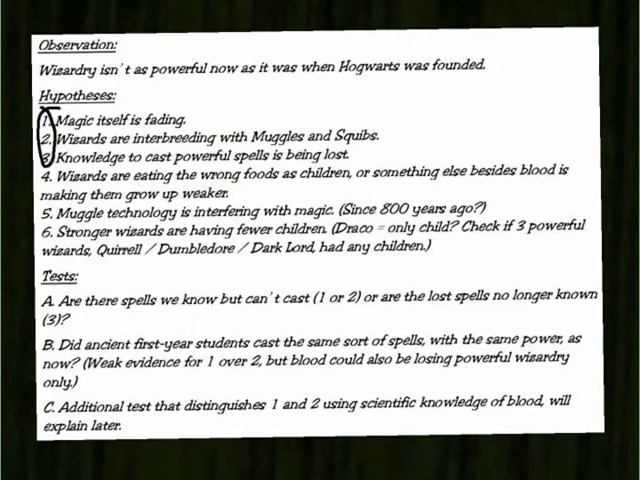 Observation:
Wizardry isn't as powerful now as it was when Hogwarts was founded.
Hypotheses:
1. Magic itself is fading.
2. Wizards are interbreeding with Muggles and Squibs.
3. Knowledge to cast powerful spells is being lost.
4. Wizards are eating the wrong foods as children, or something else besides blood is
making them grow up weaker.
5. Muggle technology is interfering with magic. (Since 800 years ago?)
6. Stronger wizards are having fewer children. (Draco = only child? Check if 3 powerful
wizards, Quirrell / Dumbledore / Dark Lord, had any children.)
Tests:
A. Are there spells we know but can't cast (1 or 2) or are the lost spells no longer known
(3)?
B. Did ancient first-year students cast the same sort of spells, with the same power, as
now? (Weak evidence for 1 over 2, but blood could also be losing powerful wizardry
only.)
C. Additional test that distinguishes 1 and 2 using scientific knowledge of blood, will
explain later.